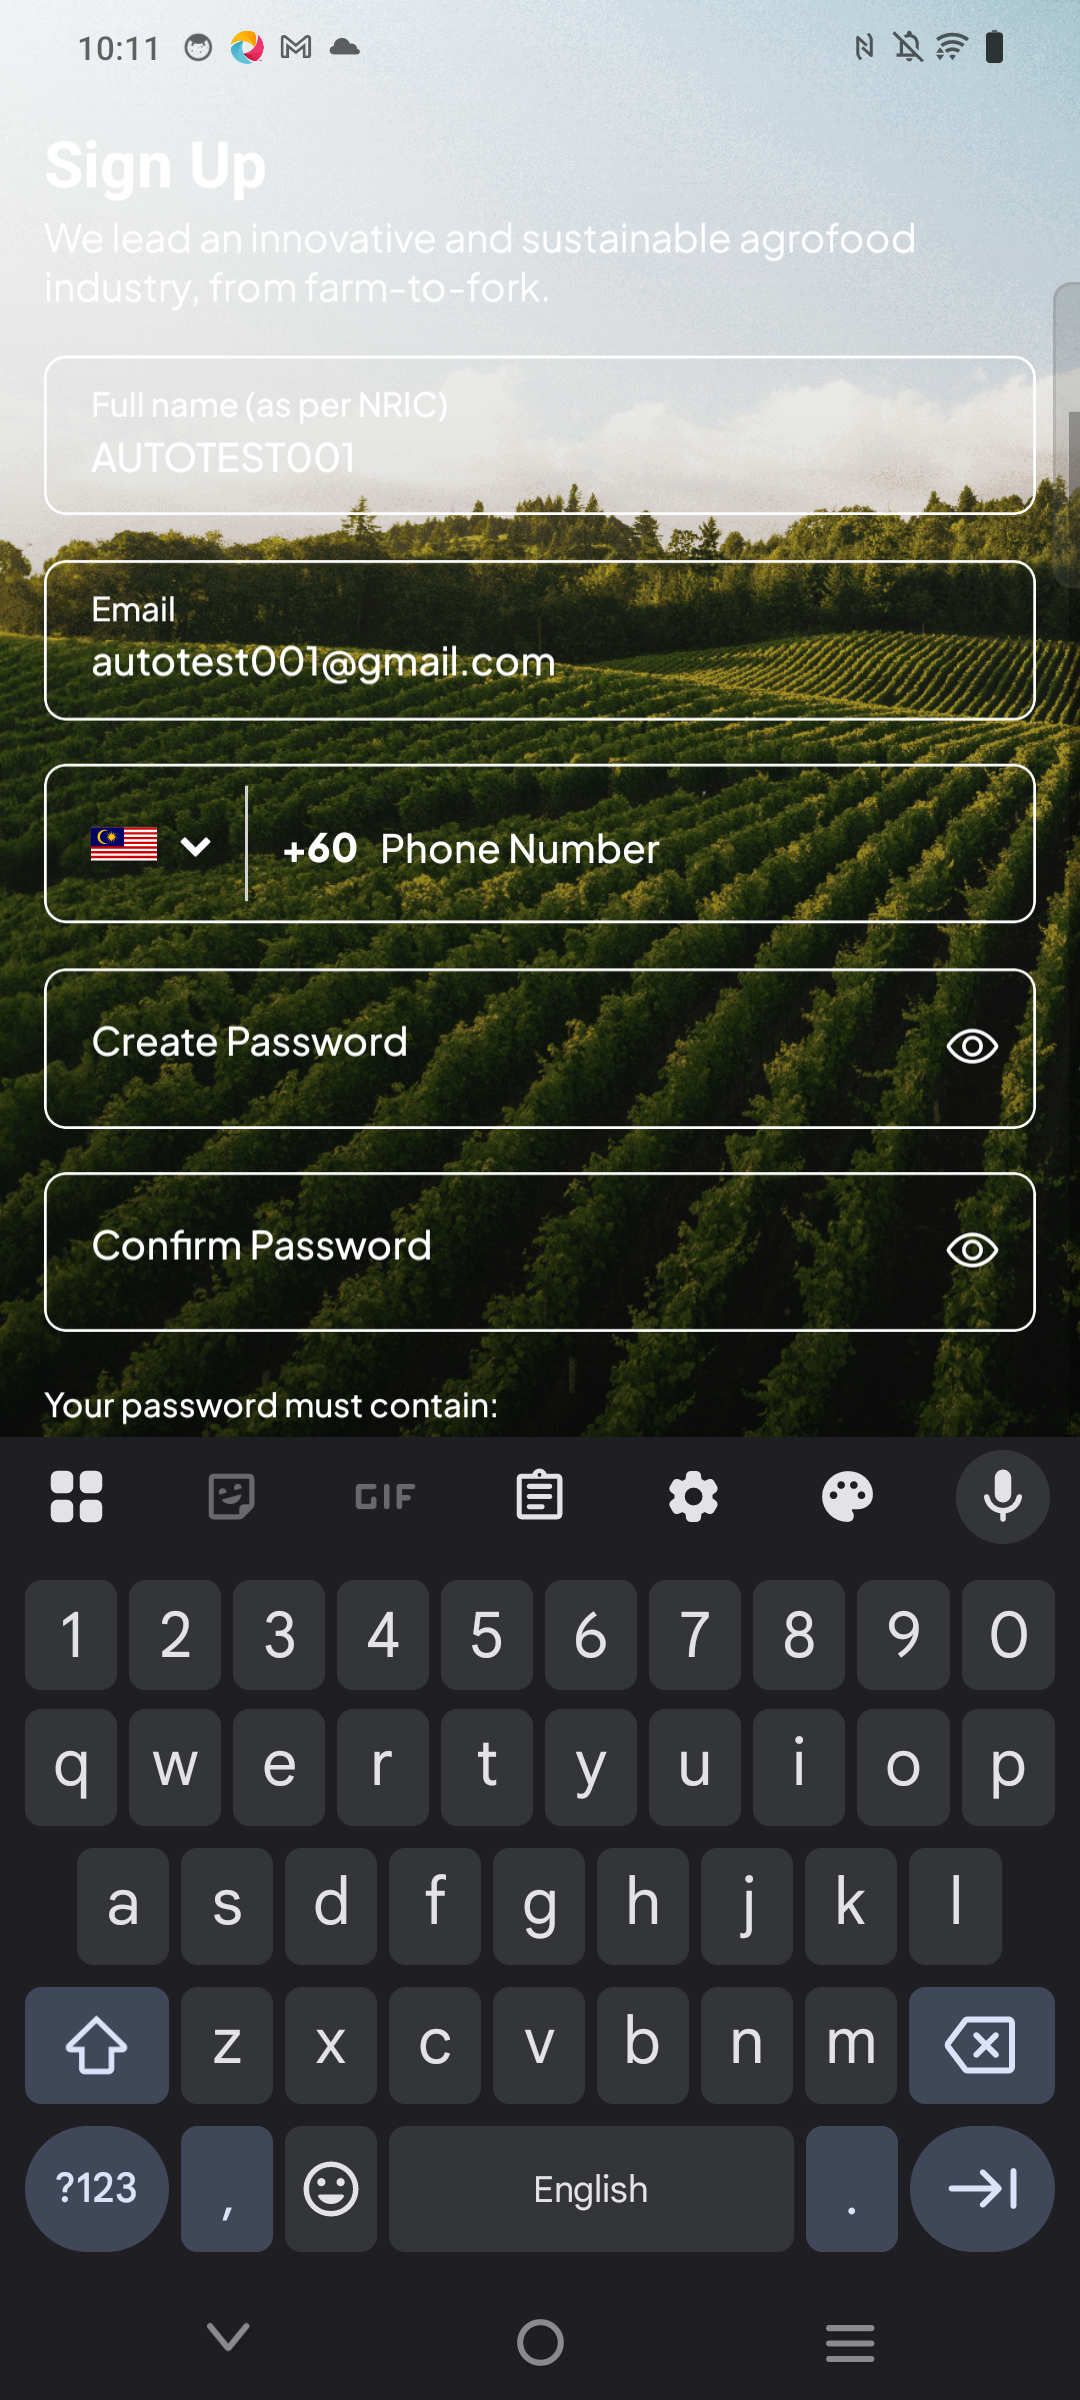 10:11
Sign Up
We lead an innovative and sustainable agrofood
industry, from farm-to-fork.
Full name (as per NRIC)
AUTOTEST001
Email
autotest001@gmail.com
+60 Phone Number
Create Password
Confirm Password
Your password must contain:
GIF
1 2 3 4 5 6 7 8 9 0
q w e r t y u i o p
a s d f g h j k l
z x c v b n m
?123 , English .